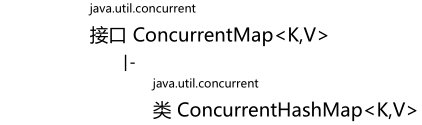 java.util.concurrent
接口 ConcurrentMap<K,V>
|-
java.util.concurrent
类 ConcurrentHashMap<K,V>